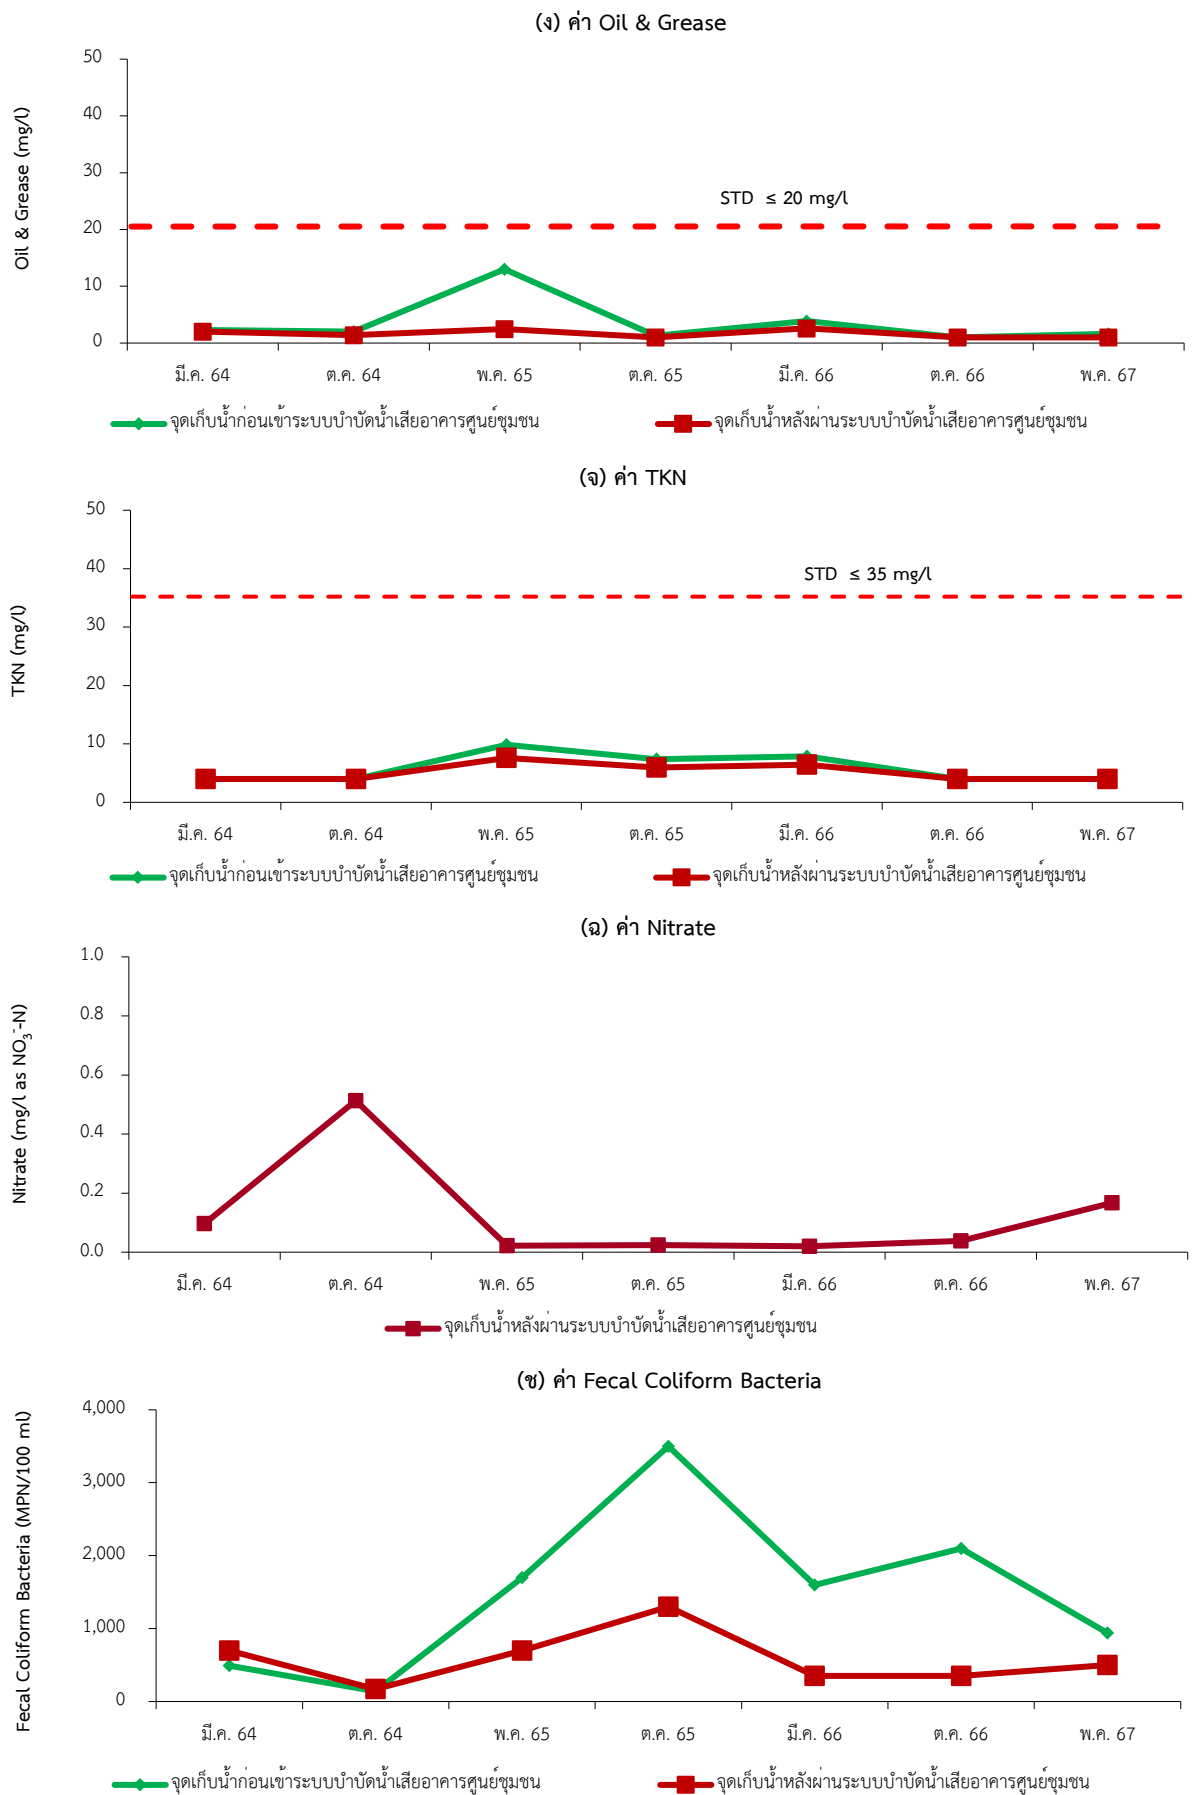 (ง) ค่า Oil & Grease
Oil & Grease (mg/l)
50
40
30
20
10
0
STD ≤ 20 mg/l
มี.ค. 64 ต.ค. 64 พ.ค. 65 ต.ค. 65 มี.ค. 66 ต.ค. 66 พ.ค. 67
จุดเก็บน้ำก่อนเข้าระบบบำบัดน้ำเสียอาคารศูนย์ชุมชน จุดเก็บน้ำหลังผ่านระบบบำบัดน้ำเสียอาคารศูนย์ชุมชน
(จ) ค่า TKN
TKN (mg/l)
50
40
30
20
10
0
STD ≤ 35 mg/l
มี.ค. 64 ต.ค. 64 พ.ค. 65 ต.ค. 65 มี.ค. 66 ต.ค. 66 พ.ค. 67
จุดเก็บน้ำก่อนเข้าระบบบำบัดน้ำเสียอาคารศูนย์ชุมชน จุดเก็บน้ำหลังผ่านระบบบำบัดน้ำเสียอาคารศูนย์ชุมชน
(ฉ) ค่า Nitrate
Nitrate (mg/l as NO₃⁻-N)
1.0
0.8
0.6
0.4
0.2
0.0
มี.ค. 64 ต.ค. 64 พ.ค. 65 ต.ค. 65 มี.ค. 66 ต.ค. 66 พ.ค. 67
จุดเก็บน้ำหลังผ่านระบบบำบัดน้ำเสียอาคารศูนย์ชุมชน
(ช) ค่า Fecal Coliform Bacteria
Fecal Coliform Bacteria (MPN/100 ml)
4,000
3,000
2,000
1,000
0
มี.ค. 64 ต.ค. 64 พ.ค. 65 ต.ค. 65 มี.ค. 66 ต.ค. 66 พ.ค. 67
จุดเก็บน้ำก่อนเข้าระบบบำบัดน้ำเสียอาคารศูนย์ชุมชน จุดเก็บน้ำหลังผ่านระบบบำบัดน้ำเสียอาคารศูนย์ชุมชน